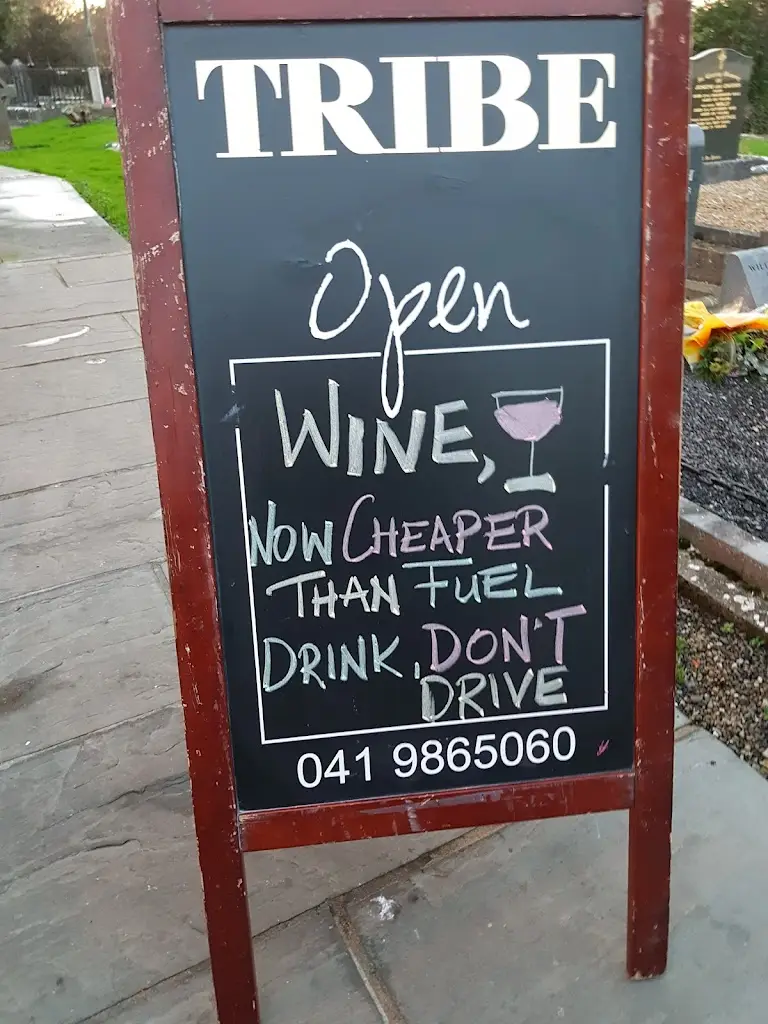 TRIBE
Open
WINE,
NOW CHEAPER
THAN FUEL
DRINK, DON'T
DRIVE
041 9865060